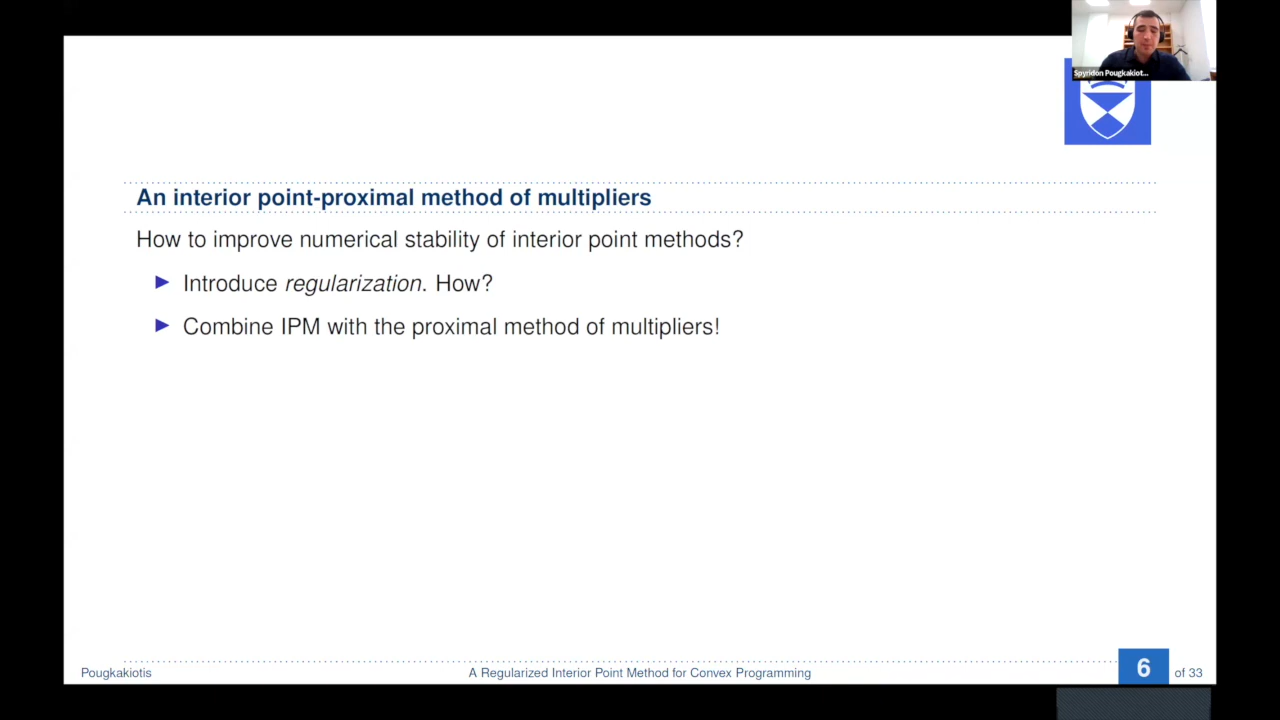 Spyridon Pougkakiot...
An interior point-proximal method of multipliers
How to improve numerical stability of interior point methods?
Introduce regularization. How?
Combine IPM with the proximal method of multipliers!
Pougkakiotis
A Regularized Interior Point Method for Convex Programming
6 of 33